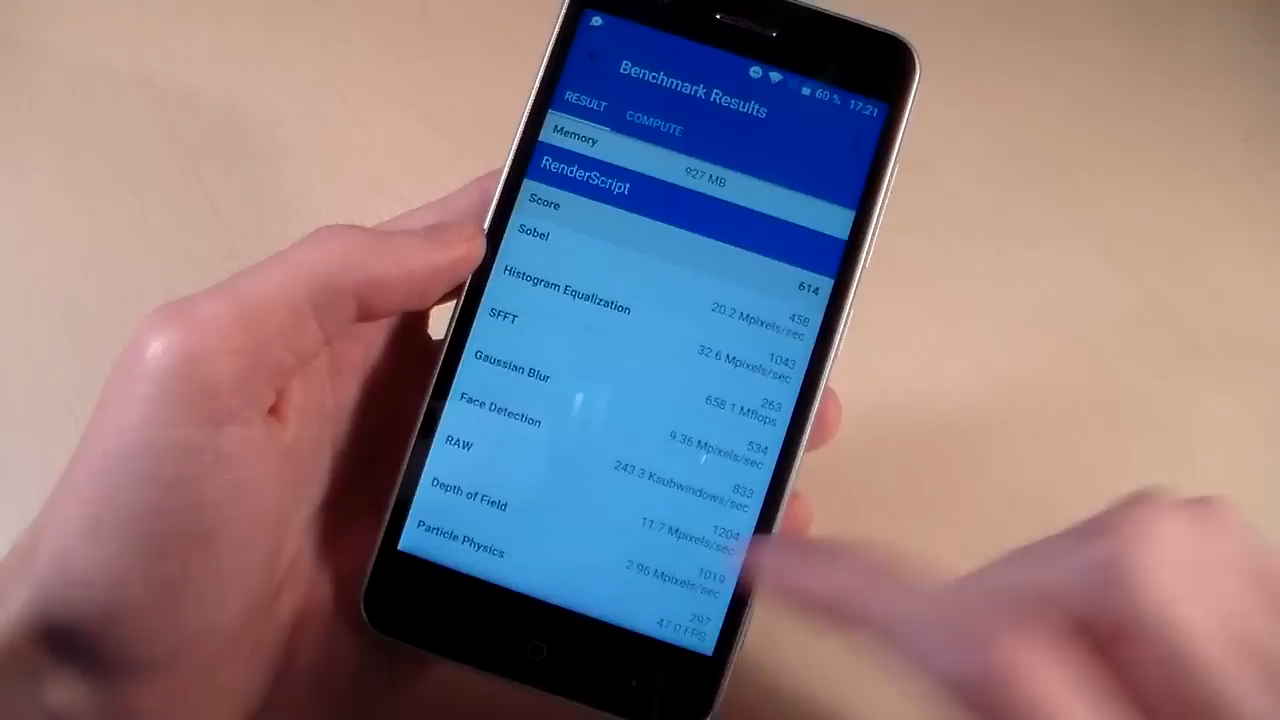 60 % 17:21
Benchmark Results
RESULT COMPUTE
Memory 927 MB
RenderScript
Score 614
Sobel 458
20.2 Mpixels/sec
Histogram Equalization 1043
32.6 Mpixels/sec
SFFT 263
658.1 Mflops
Gaussian Blur 534
9.36 Mpixels/sec
Face Detection 833
243.3 Ksubwindows/sec
RAW 1204
11.7 Mpixels/sec
Depth of Field 1019
2.96 Mpixels/sec
Particle Physics 297
47.0 FPS